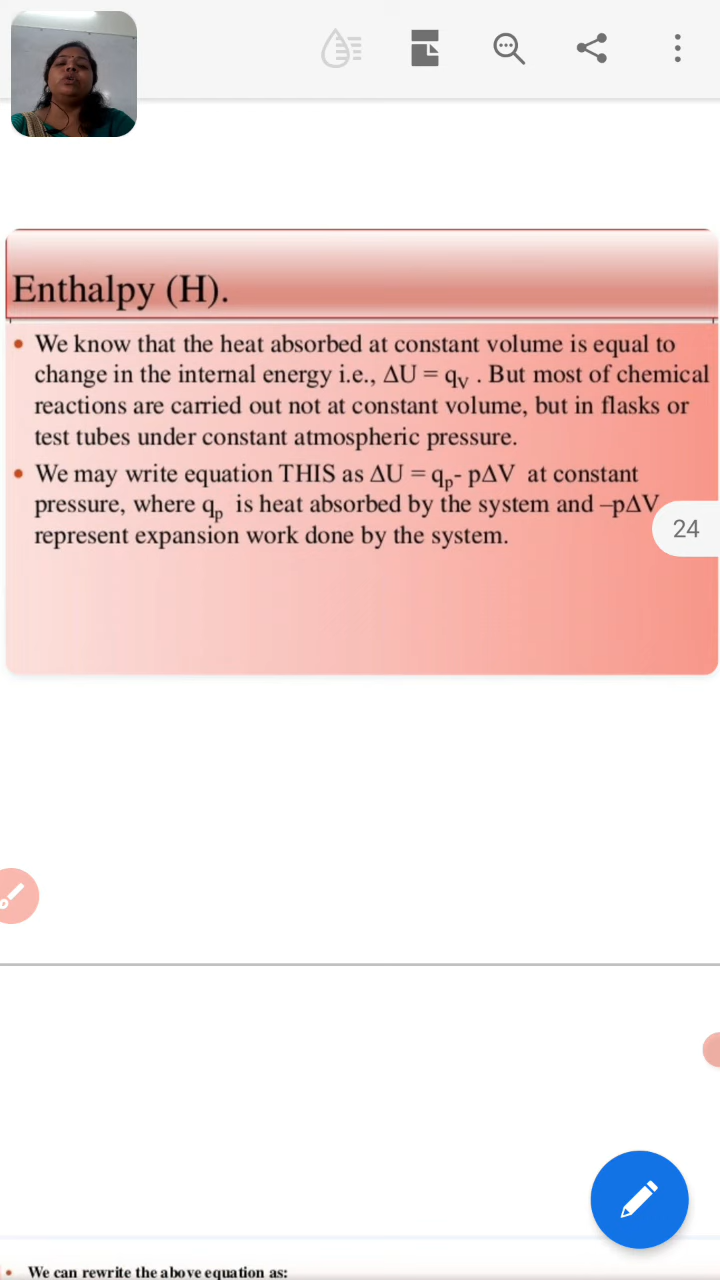 Enthalpy (H).
• We know that the heat absorbed at constant volume is equal to
change in the internal energy i.e., ΔU = qᵥ . But most of chemical
reactions are carried out not at constant volume, but in flasks or
test tubes under constant atmospheric pressure.
• We may write equation THIS as ΔU = qₚ- pΔV at constant
pressure, where qₚ is heat absorbed by the system and –pΔV
represent expansion work done by the system.
24
• We can rewrite the above equation as: